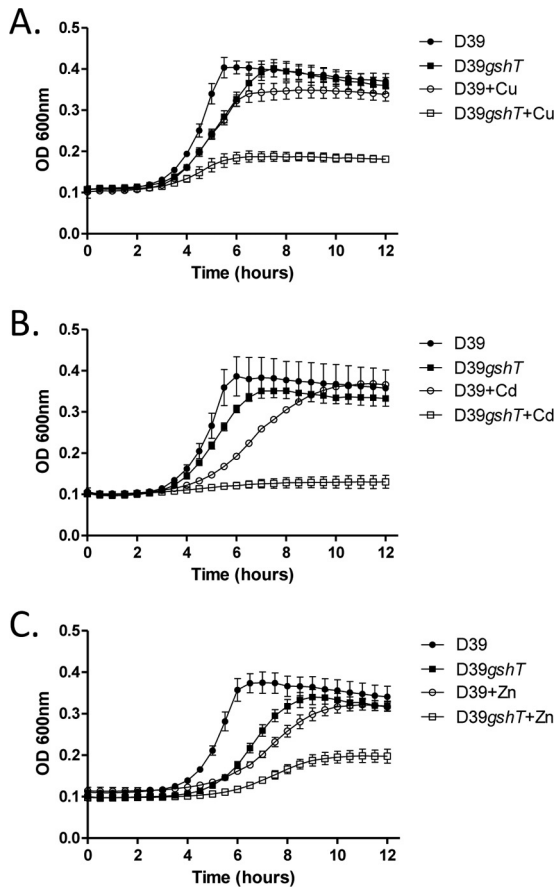 A.
OD 600nm
0.5
0.4
0.3
0.2
0.1
0.0
0 2 4 6 8 10 12
Time (hours)
D39
D39gshT
D39+Cu
D39gshT+Cu
B.
OD 600nm
0.5
0.4
0.3
0.2
0.1
0.0
0 2 4 6 8 10 12
Time (hours)
D39
D39gshT
D39+Cd
D39gshT+Cd
C.
OD 600nm
0.5
0.4
0.3
0.2
0.1
0.0
0 2 4 6 8 10 12
Time (hours)
D39
D39gshT
D39+Zn
D39gshT+Zn